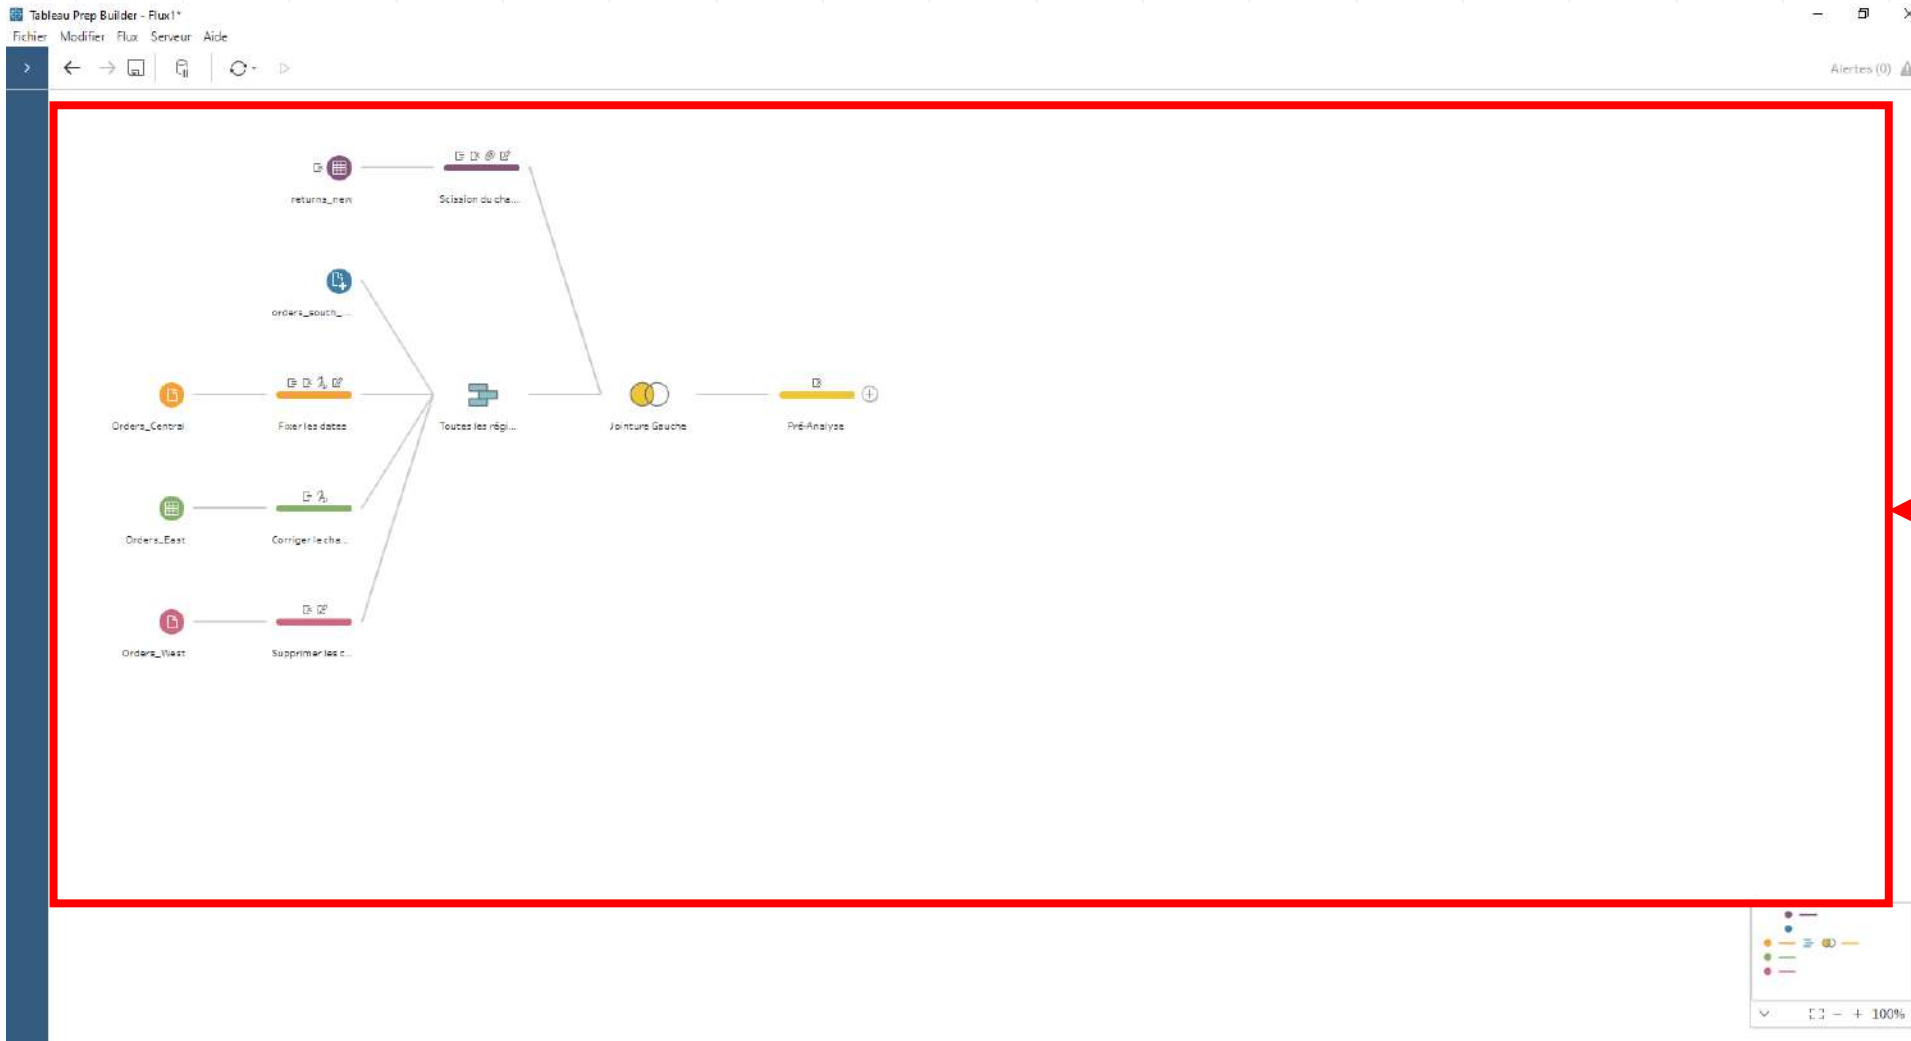 Tableau Prep Builder - Flux1*
Fichier Modifier Flux Serveur Aide
Alertes (0)
returns_new
Scission du cha...
orders_south_...
Orders_Central
Fixer les dates
Toutes les régi...
Jointure Gauche
Pré-Analyse
Orders_East
Corriger le cha...
Orders_West
Supprimer les c...
100%